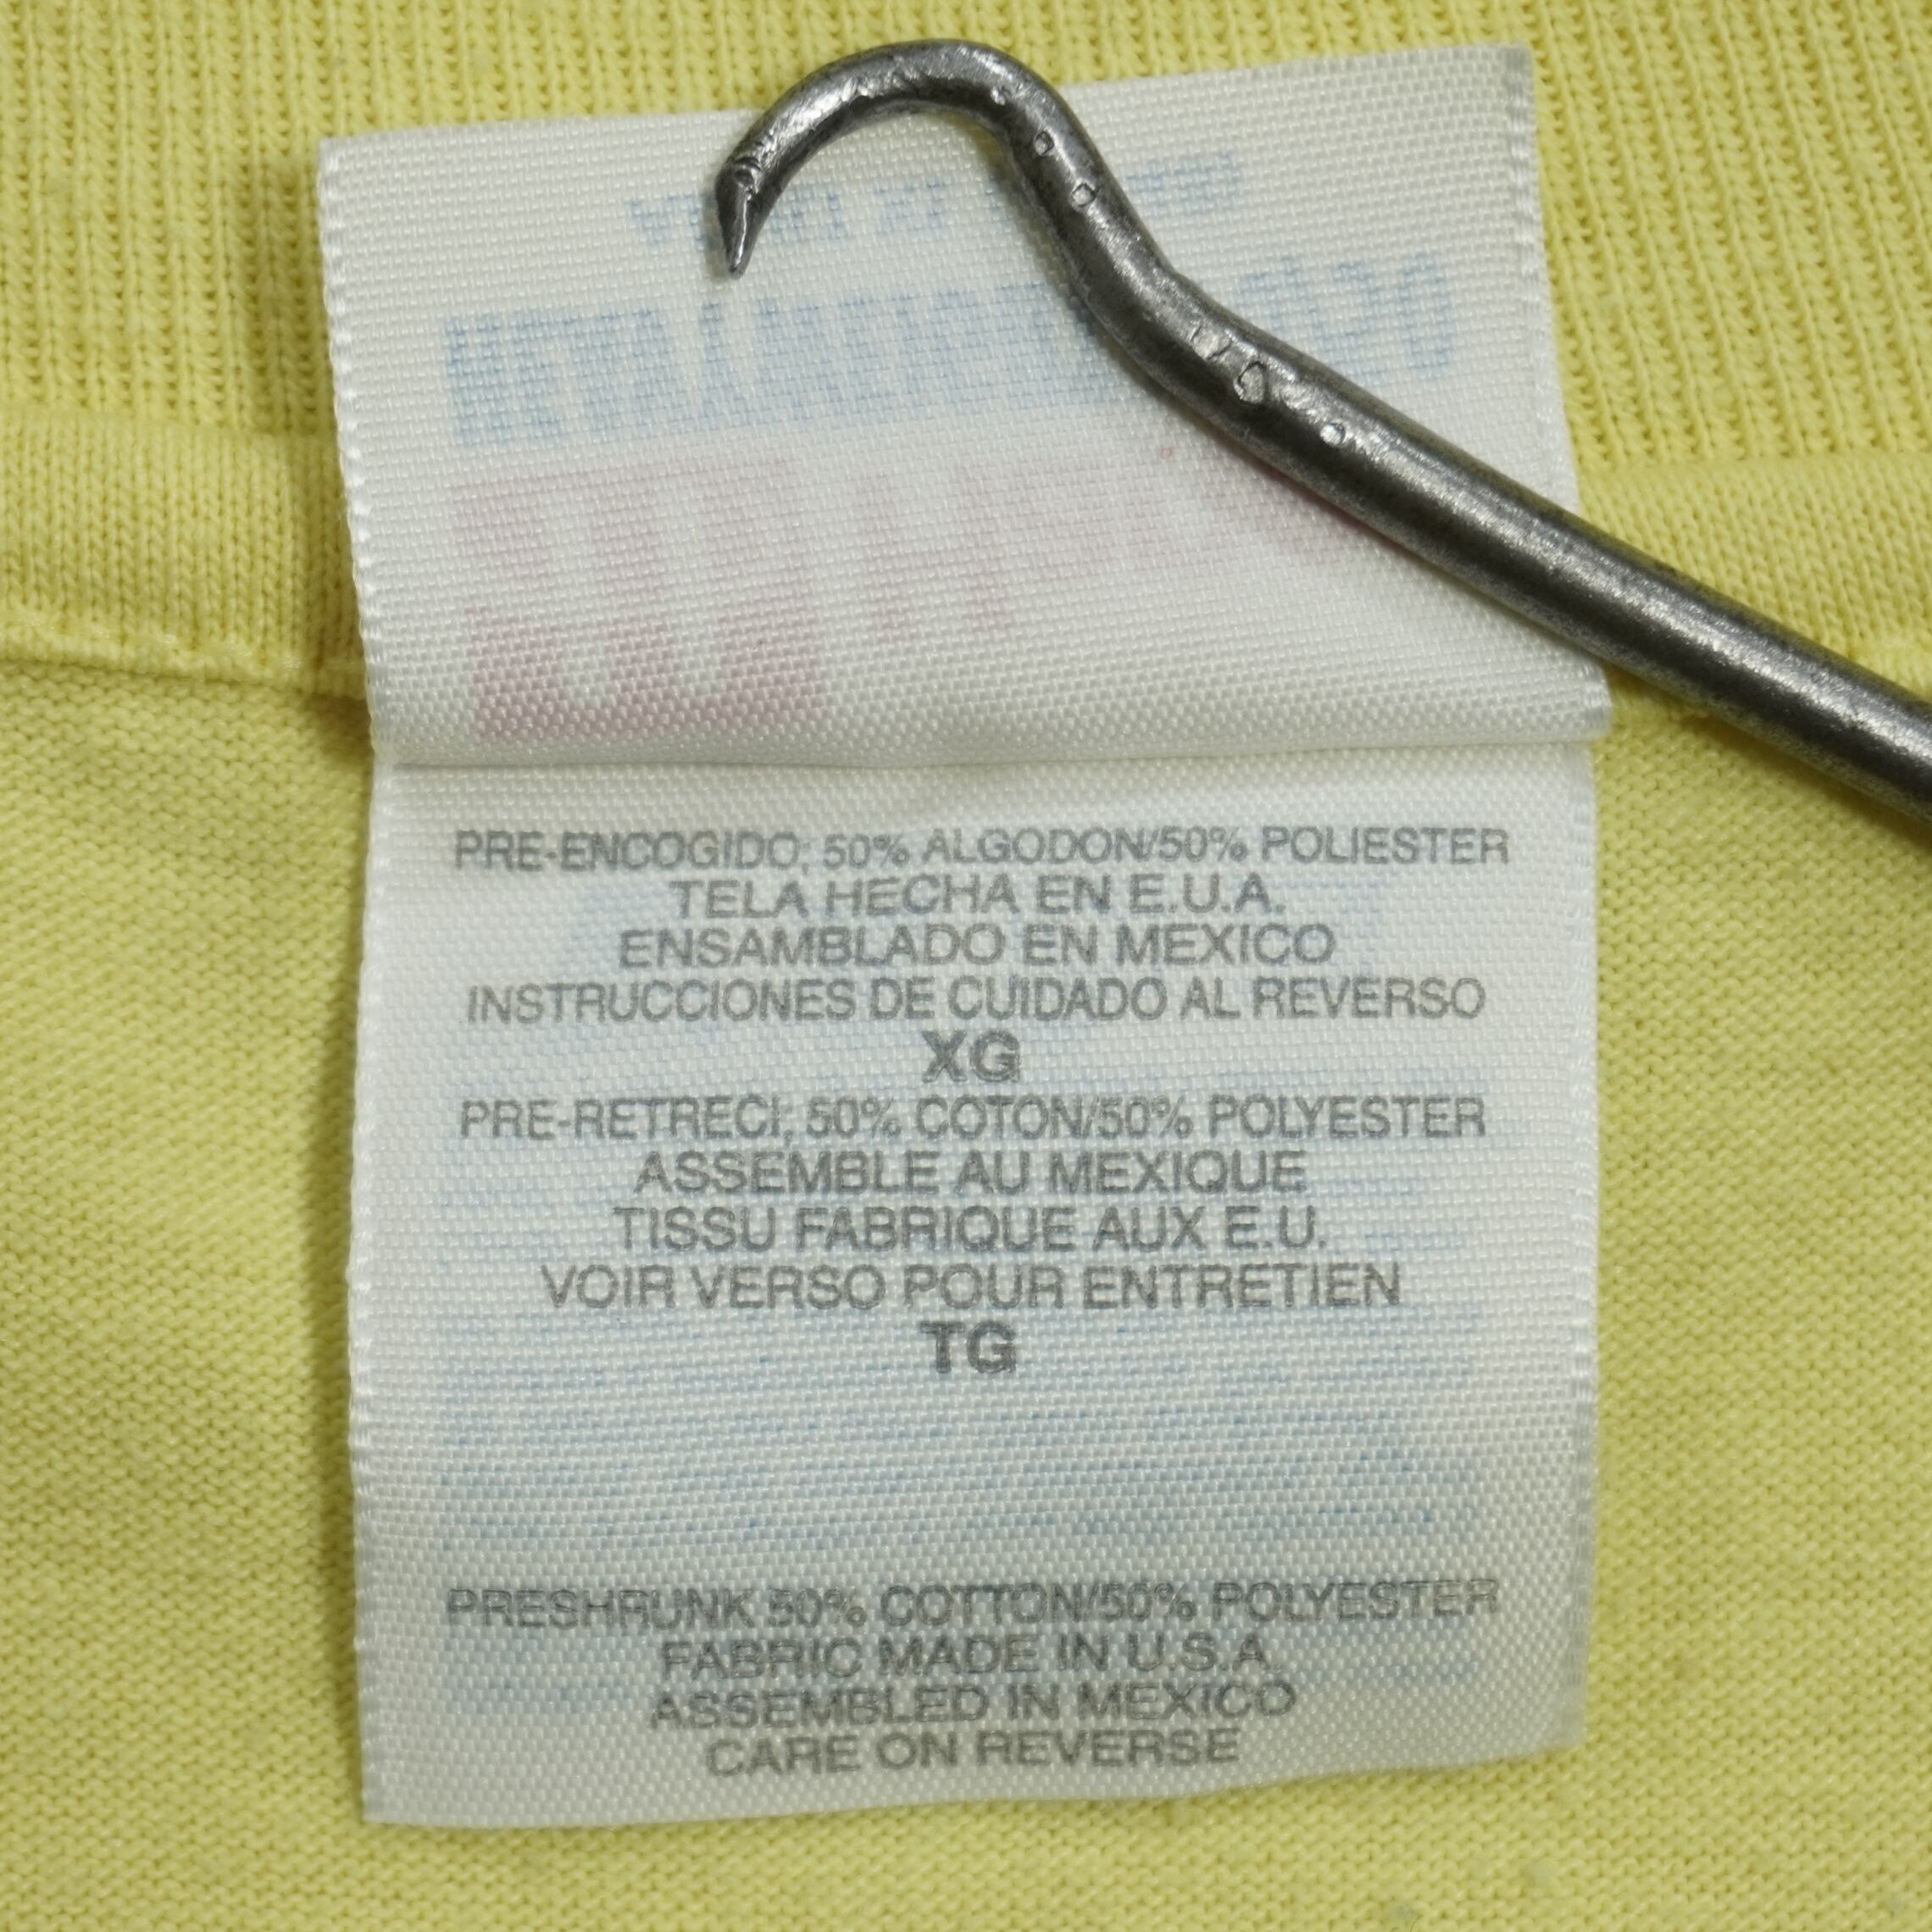 PRE-ENCOGIDO; 50% ALGODON/50% POLIESTER
TELA HECHA EN E.U.A.
ENSAMBLADO EN MEXICO
INSTRUCCIONES DE CUIDADO AL REVERSO
XG
PRE-RETRECI; 50% COTON/50% POLYESTER
ASSEMBLE AU MEXIQUE
TISSU FABRIQUE AUX E.U.
VOIR VERSO POUR ENTRETIEN
TG
PRESHRUNK 50% COTTON/50% POLYESTER
FABRIC MADE IN U.S.A.
ASSEMBLED IN MEXICO
CARE ON REVERSE